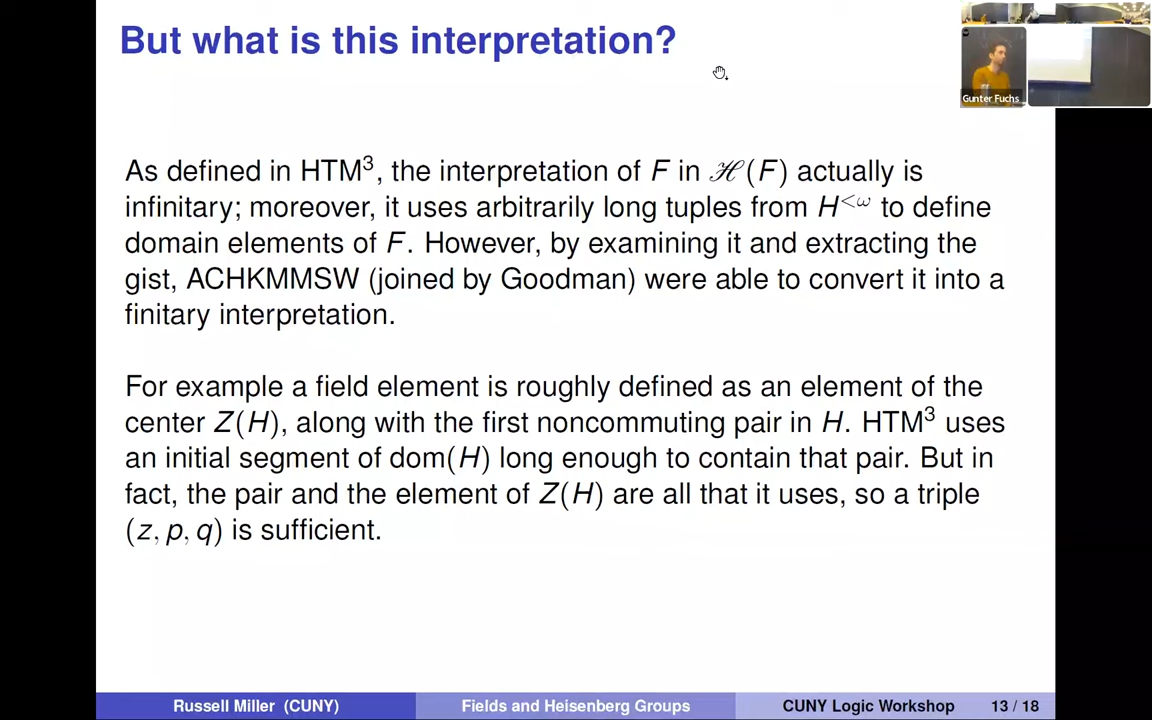 But what is this interpretation?
Gunter Fuchs
As defined in HTM³, the interpretation of F in ℋ(F) actually is
infinitary; moreover, it uses arbitrarily long tuples from H^{<ω} to define
domain elements of F. However, by examining it and extracting the
gist, ACHKMMSW (joined by Goodman) were able to convert it into a
finitary interpretation.
For example a field element is roughly defined as an element of the
center Z(H), along with the first noncommuting pair in H. HTM³ uses
an initial segment of dom(H) long enough to contain that pair. But in
fact, the pair and the element of Z(H) are all that it uses, so a triple
(z, p, q) is sufficient.
Russell Miller (CUNY)
Fields and Heisenberg Groups
CUNY Logic Workshop
13 / 18